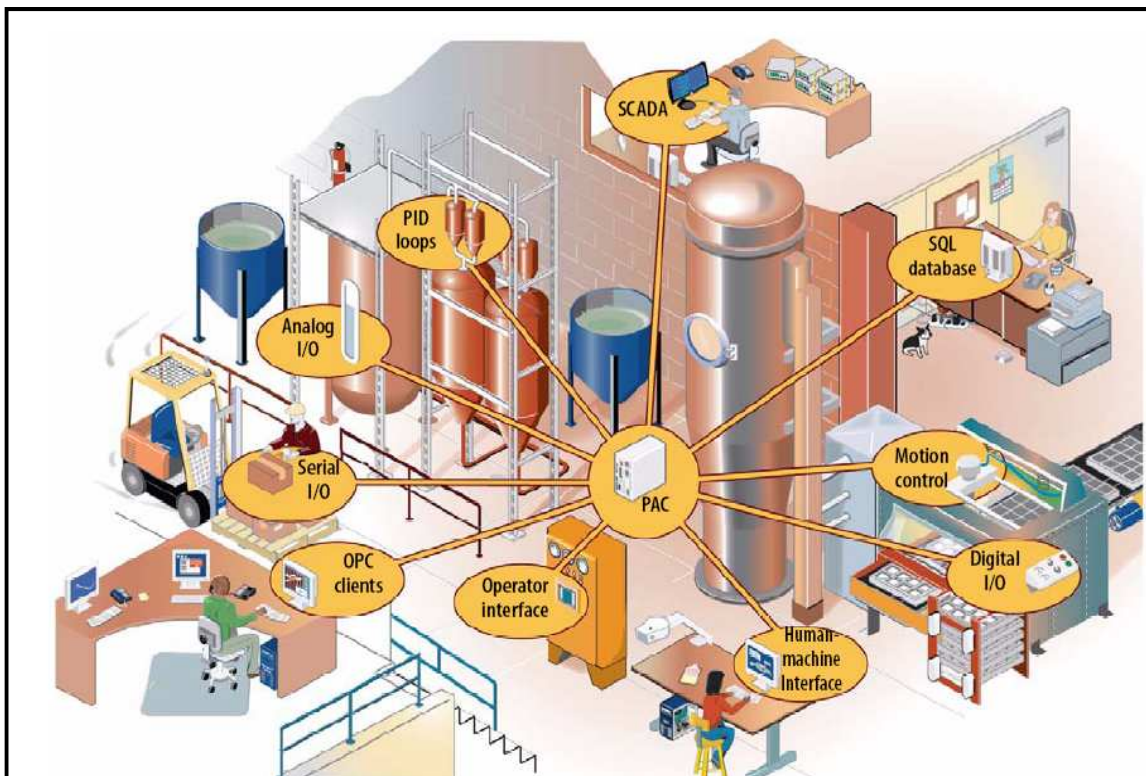 SCADA
PID
loops
SQL
database
Analog
I/O
Motion
control
Serial
I/O
PAC
Digital
I/O
OPC
clients
Operator
interface
Human-
machine
Interface